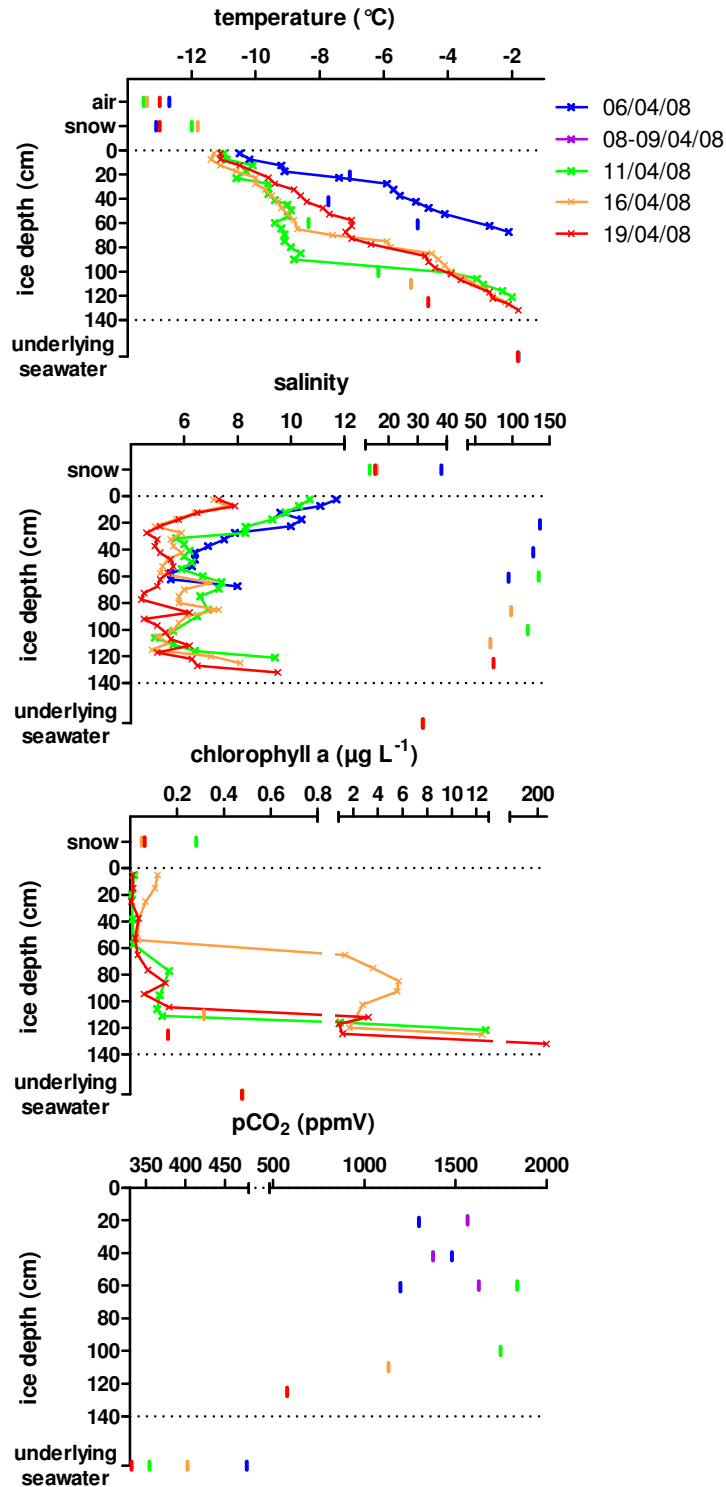 temperature (°C)
-12 -10 -8 -6 -4 -2
air
snow
0
20
40
60
80
100
120
140
ice depth (cm)
underlying
seawater
06/04/08
08-09/04/08
11/04/08
16/04/08
19/04/08
salinity
6 8 10 12 20 30 40 50 100 150
snow
0
20
40
60
80
100
120
140
ice depth (cm)
underlying
seawater
chlorophyll a (µg L-1)
0.2 0.4 0.6 0.8 2 4 6 8 10 12 200
snow
0
20
40
60
80
100
120
140
ice depth (cm)
underlying
seawater
pCO2 (ppmV)
350 400 450 500 1000 1500 2000
0
20
40
60
80
100
120
140
ice depth (cm)
underlying
seawater